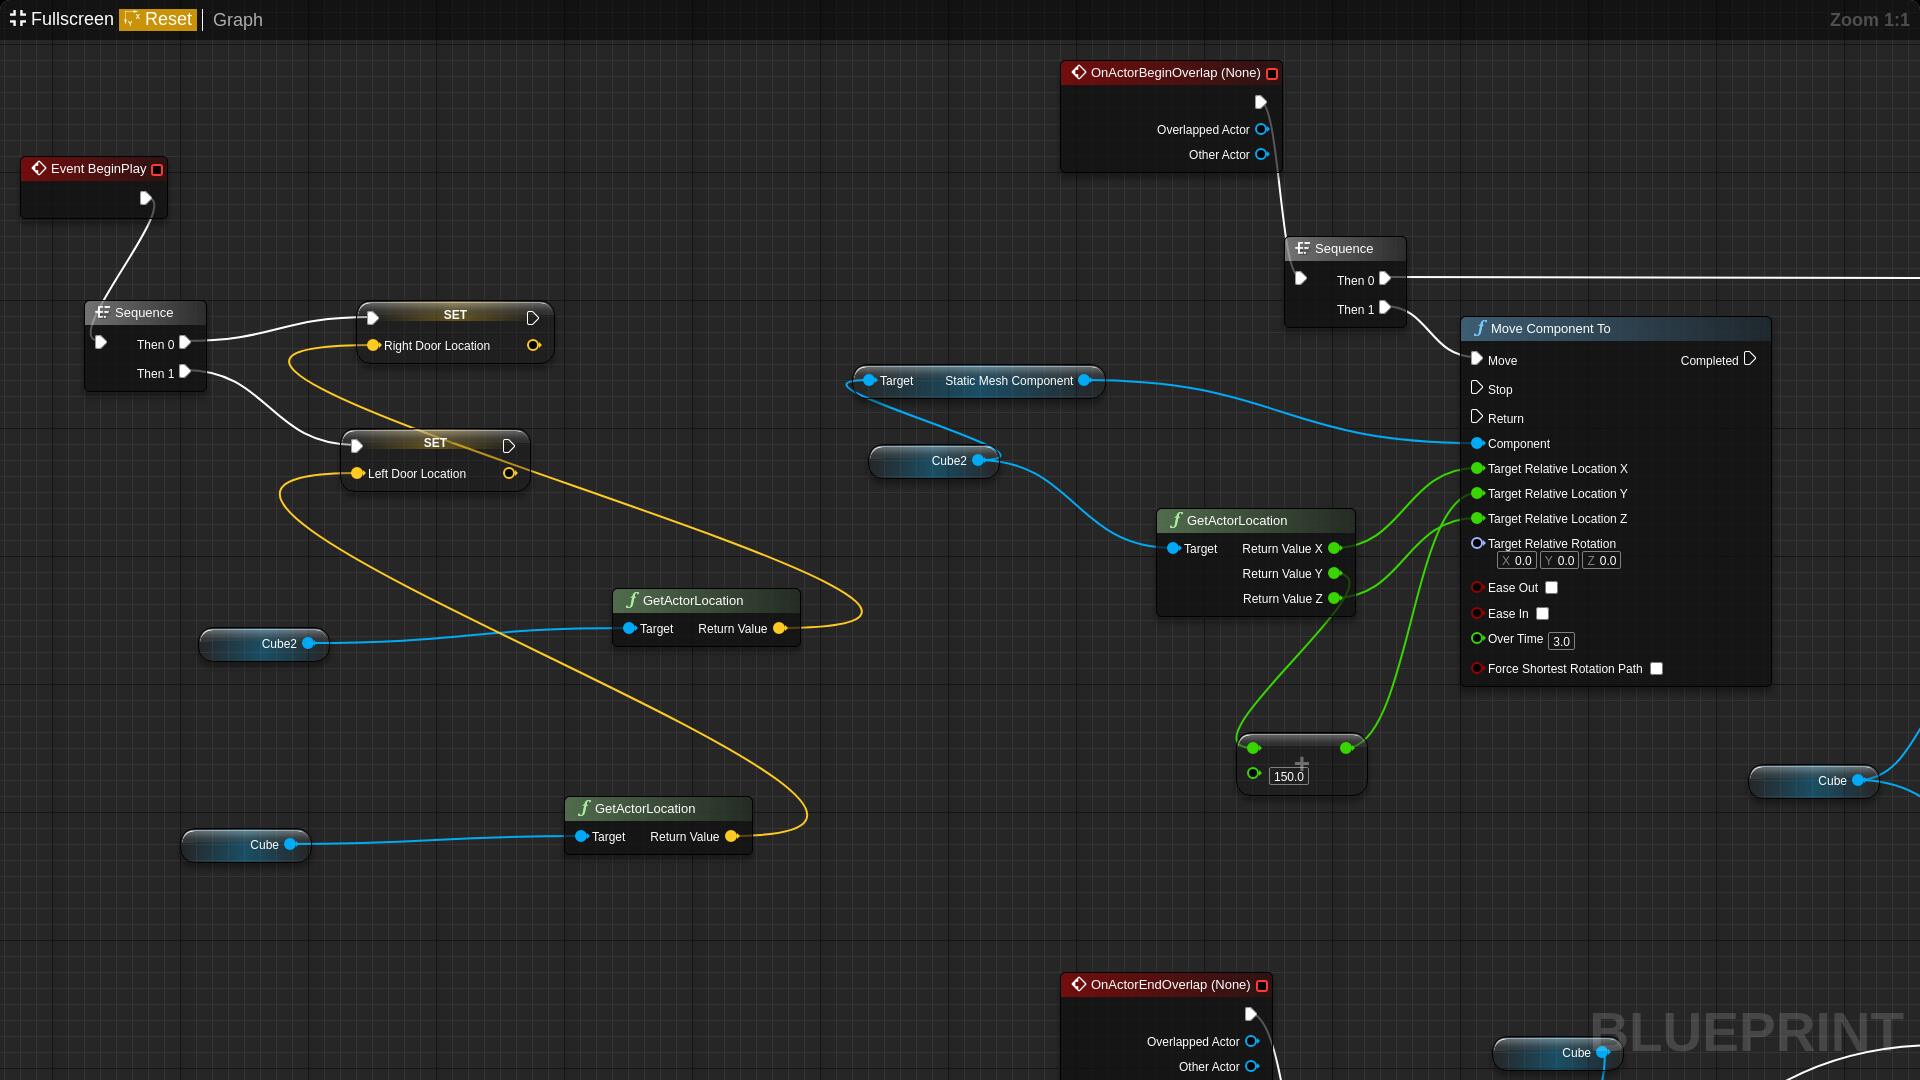 Fullscreen Reset Graph
Zoom 1:1
OnActorBeginOverlap (None)
Overlapped Actor
Other Actor
Event BeginPlay
Sequence
Then 0
Then 1
Sequence
Then 0
Then 1
SET
Right Door Location
SET
Left Door Location
Target Static Mesh Component
Cube2
Move Component To
Move Completed
Stop
Return
Component
Target Relative Location X
Target Relative Location Y
Target Relative Location Z
Target Relative Rotation
X 0.0 Y 0.0 Z 0.0
Ease Out
Ease In
Over Time 3.0
Force Shortest Rotation Path
GetActorLocation
Target Return Value X
Return Value Y
Return Value Z
GetActorLocation
Target Return Value
Cube2
+
150.0
Cube
GetActorLocation
Target Return Value
Cube
OnActorEndOverlap (None)
Overlapped Actor
Other Actor
Cube
BLUEPRINT